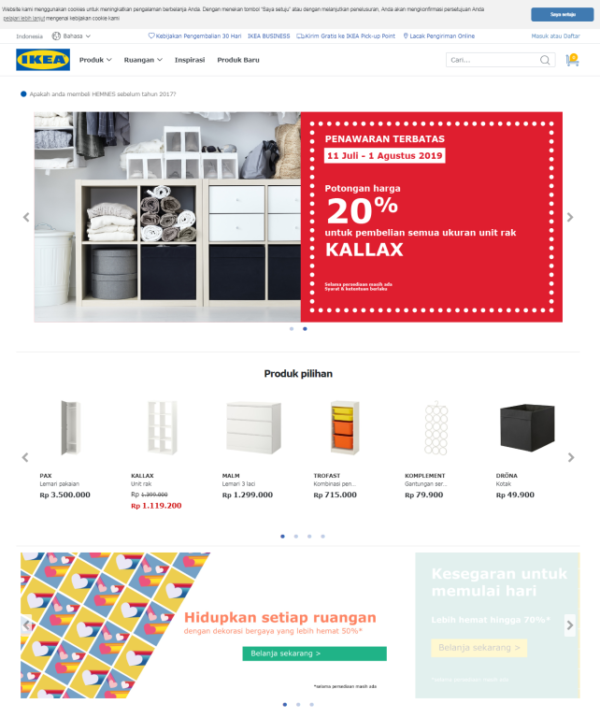 Website kami menggunakan cookies untuk meningkatkan pengalaman berbelanja Anda. Dengan menekan tombol "Saya setuju" atau dengan melanjutkan penelusuran, Anda akan mengkonfirmasi persetujuan Anda
pelajari lebih lanjut mengenai kebijakan cookie kami
Saya setuju
Indonesia Bahasa Kebijakan Pengembalian 30 Hari IKEA BUSINESS Kirim Gratis ke IKEA Pick-up Point Lacak Pengiriman Online Masuk atau Daftar
IKEA Produk Ruangan Inspirasi Produk Baru Cari... 0
Apakah anda membeli HEMNES sebelum tahun 2017?
PENAWARAN TERBATAS
11 Juli - 1 Agustus 2019
Potongan harga
20%
untuk pembelian semua ukuran unit rak
KALLAX
Selama persediaan masih ada
Syarat & ketentuan berlaku
Produk pilihan
PAX
Lemari pakaian
Rp 3.500.000
KALLAX
Unit rak
Rp 1.399.000
Rp 1.119.200
MALM
Lemari 3 laci
Rp 1.299.000
TROFAST
Kombinasi pen...
Rp 715.000
KOMPLEMENT
Gantungan ser...
Rp 79.900
DRÖNA
Kotak
Rp 49.900
Hidupkan setiap ruangan
dengan dekorasi bergaya yang lebih hemat 50%*
Belanja sekarang >
*selama persediaan masih ada
Kesegaran untuk
memulai hari
Lebih hemat hingga 70%*
Belanja sekarang >